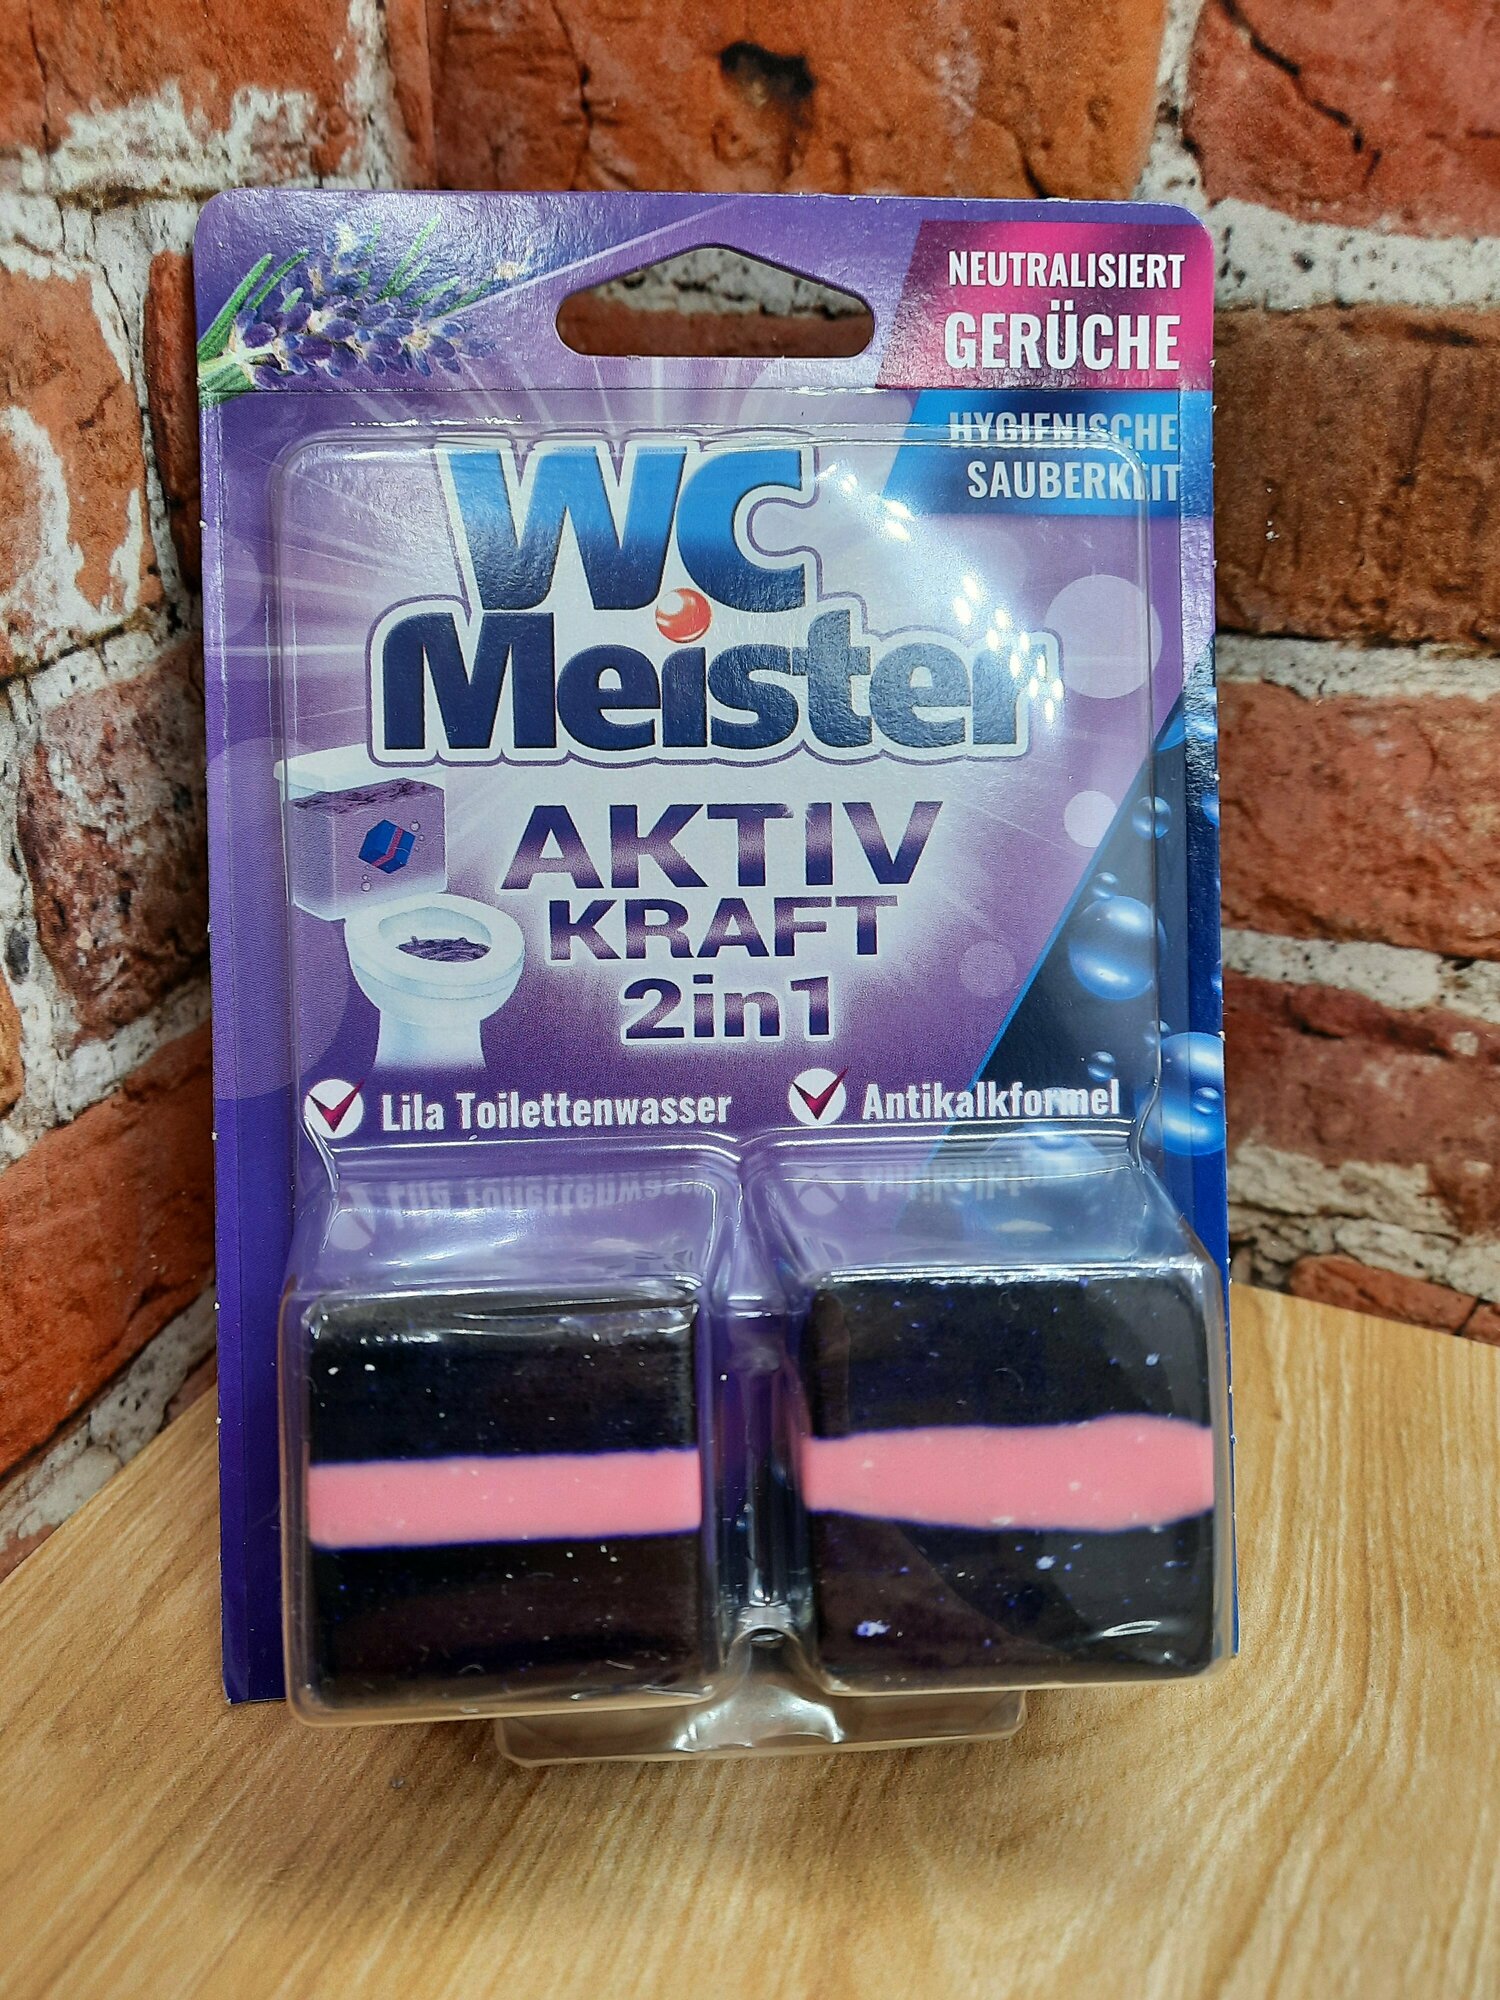 NEUTRALISIERT
GERÜCHE
HYGIENISCHE
SAUBERKEIT
WC
Meister
AKTIV
KRAFT
2in1
Lila Toilettenwasser
Antikalkformel